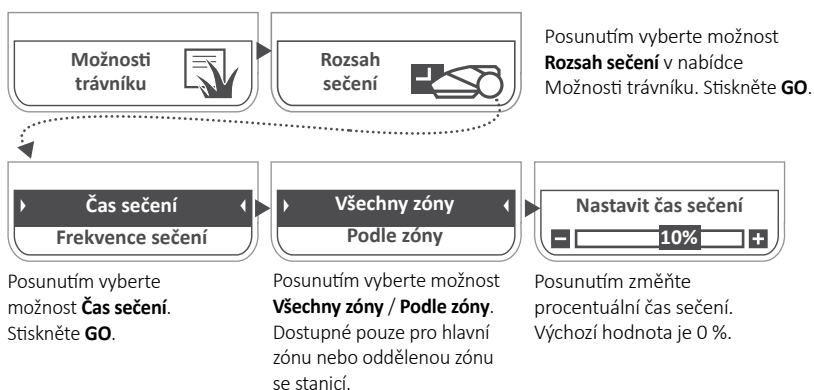 Možnosti
trávníku
Rozsah
sečení
Posunutím vyberte možnost
Rozsah sečení v nabídce
Možnosti trávníku. Stiskněte GO.
Čas sečení
Frekvence sečení
Všechny zóny
Podle zóny
Nastavit čas sečení
10%
Posunutím vyberte
možnost Čas sečení.
Stiskněte GO.
Posunutím vyberte možnost
Všechny zóny / Podle zóny.
Dostupné pouze pro hlavní
zónu nebo oddělenou zónu
se stanicí.
Posunutím změňte
procentuální čas sečení.
Výchozí hodnota je 0 %.